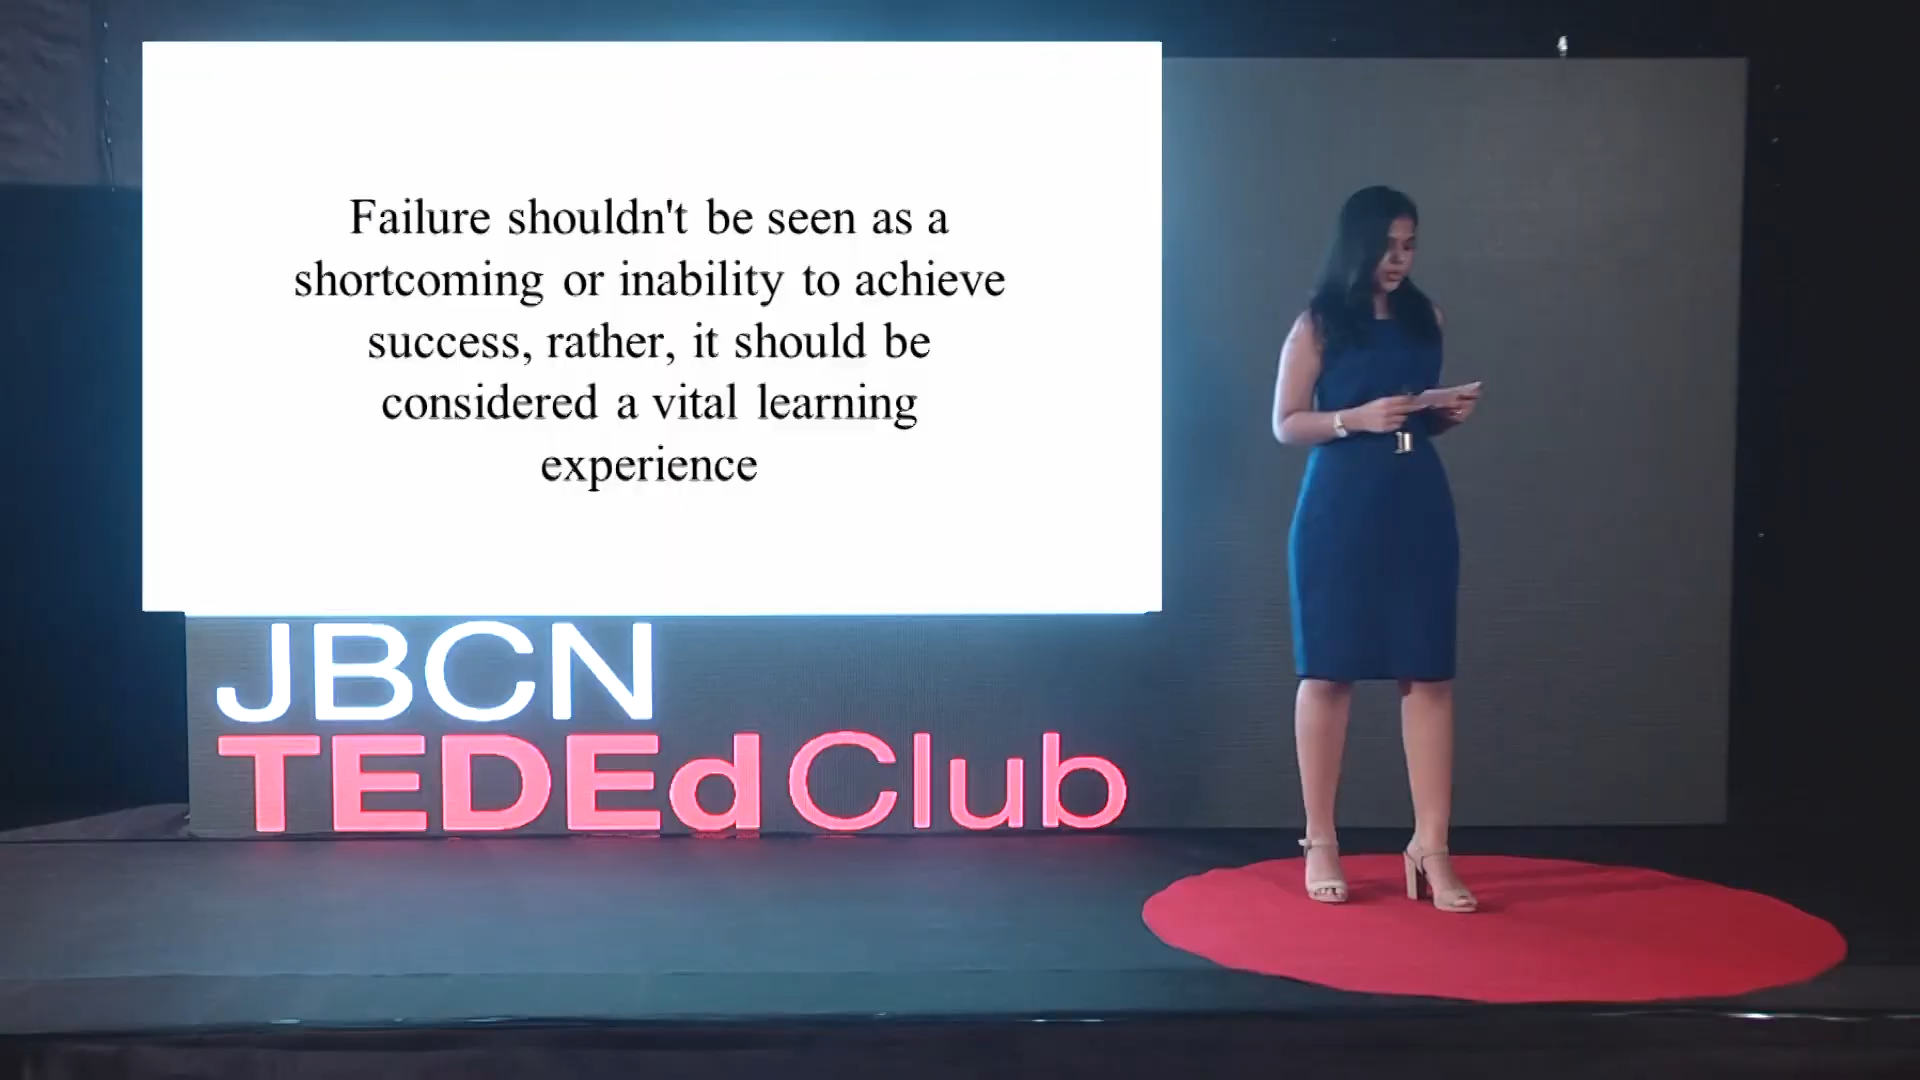 Failure shouldn't be seen as a
shortcoming or inability to achieve
success, rather, it should be
considered a vital learning
experience
JBCN
TEDEd Club